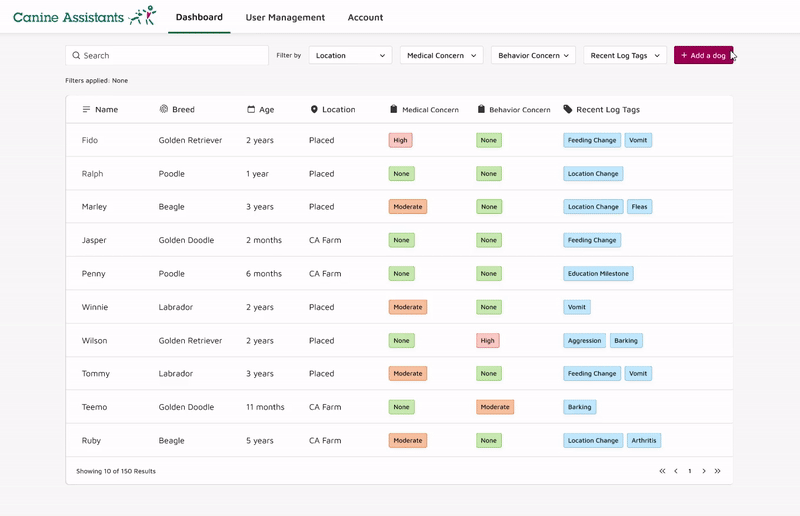 Canine Assistants Dashboard User Management Account
Search Filter by Location Medical Concern Behavior Concern Recent Log Tags + Add a dog
Filters applied: None
Name Breed Age Location Medical Concern Behavior Concern Recent Log Tags
Fido Golden Retriever 2 years Placed High None Feeding Change Vomit
Ralph Poodle 1 year Placed None None Location Change
Marley Beagle 3 years Placed Moderate None Location Change Fleas
Jasper Golden Doodle 2 months CA Farm None None Feeding Change
Penny Poodle 6 months CA Farm None None Education Milestone
Winnie Labrador 2 years Placed Moderate None Vomit
Wilson Golden Retriever 2 years Placed None High Aggression Barking
Tommy Labrador 3 years Placed Moderate None Feeding Change Vomit
Teemo Golden Doodle 11 months CA Farm None Moderate Barking
Ruby Beagle 5 years CA Farm Moderate None Location Change Arthritis
Showing 10 of 150 Results « ‹ 1 › »